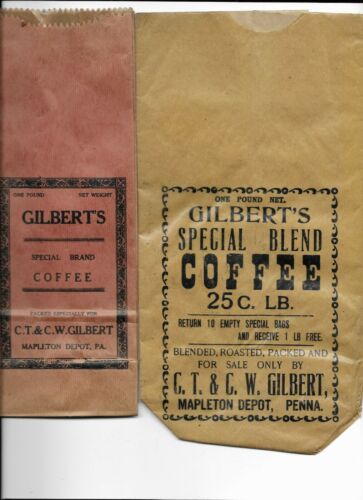 ONE POUND NET WEIGHT
GILBERT'S
SPECIAL BRAND
COFFEE
PACKED ESPECIALLY FOR
C.T. & C.W. GILBERT
MAPLETON DEPOT, PA.
ONE POUND NET.
GILBERT'S
SPECIAL BLEND
COFFEE
25 C. LB.
RETURN 10 EMPTY SPECIAL BAGS
AND RECEIVE 1 LB FREE.
BLENDED, ROASTED, PACKED AND
FOR SALE ONLY BY
C. T. & C. W. GILBERT,
MAPLETON DEPOT, PENNA.